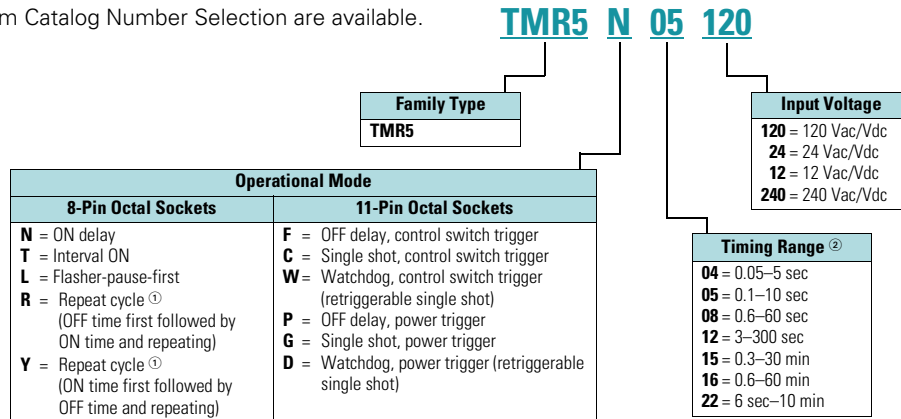 m Catalog Number Selection are available.
TMR5 N 05 120
Family Type
TMR5
Input Voltage
120 = 120 Vac/Vdc
24 = 24 Vac/Vdc
12 = 12 Vac/Vdc
240 = 240 Vac/Vdc
Operational Mode
8-Pin Octal Sockets
N = ON delay
T = Interval ON
L = Flasher-pause-first
R = Repeat cycle ①
(OFF time first followed by
ON time and repeating)
Y = Repeat cycle ①
(ON time first followed by
OFF time and repeating)
11-Pin Octal Sockets
F = OFF delay, control switch trigger
C = Single shot, control switch trigger
W = Watchdog, control switch trigger
(retriggerable single shot)
P = OFF delay, power trigger
G = Single shot, power trigger
D = Watchdog, power trigger (retriggerable
single shot)
Timing Range ②
04 = 0.05–5 sec
05 = 0.1–10 sec
08 = 0.6–60 sec
12 = 3–300 sec
15 = 0.3–30 min
16 = 0.6–60 min
22 = 6 sec–10 min